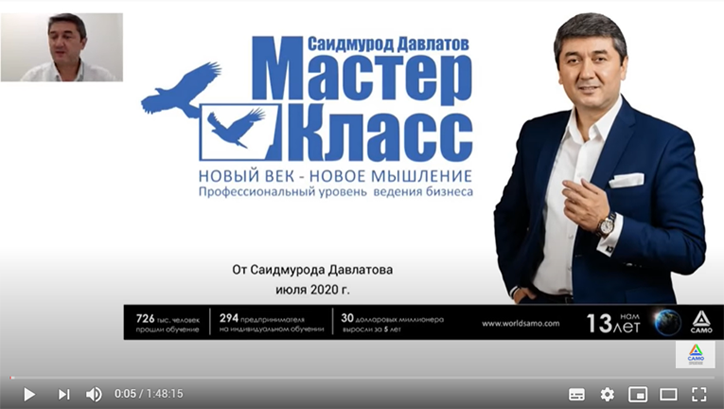 Саидмурод Давлатов
Мастер
Класс
НОВЫЙ ВЕК - НОВОЕ МЫШЛЕНИЕ
Профессиональный уровень ведения бизнеса
От Саидмурода Давлатова
июля 2020 г.
726 тыс. человек
прошли обучение
294 предпринимателя
на индивидуальном обучении
30 долларовых миллионера
выросли за 5 лет
www.worldsamo.com
13 нам
лет
САМО
САМО
0:05 / 1:48:15